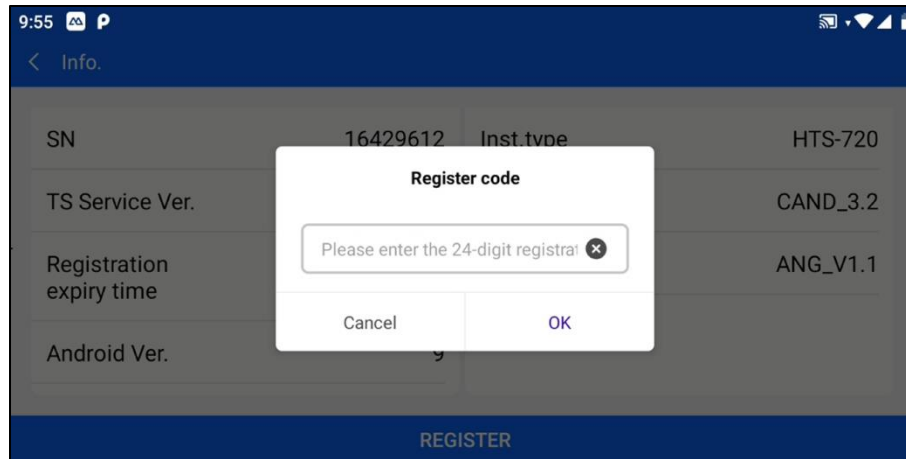 9:55
Info.
SN 16429612 Inst.type HTS-720
Register code
TS Service Ver. CAND_3.2
Please enter the 24-digit registrat
Registration
expiry time
ANG_V1.1
Cancel OK
Android Ver. 9
REGISTER